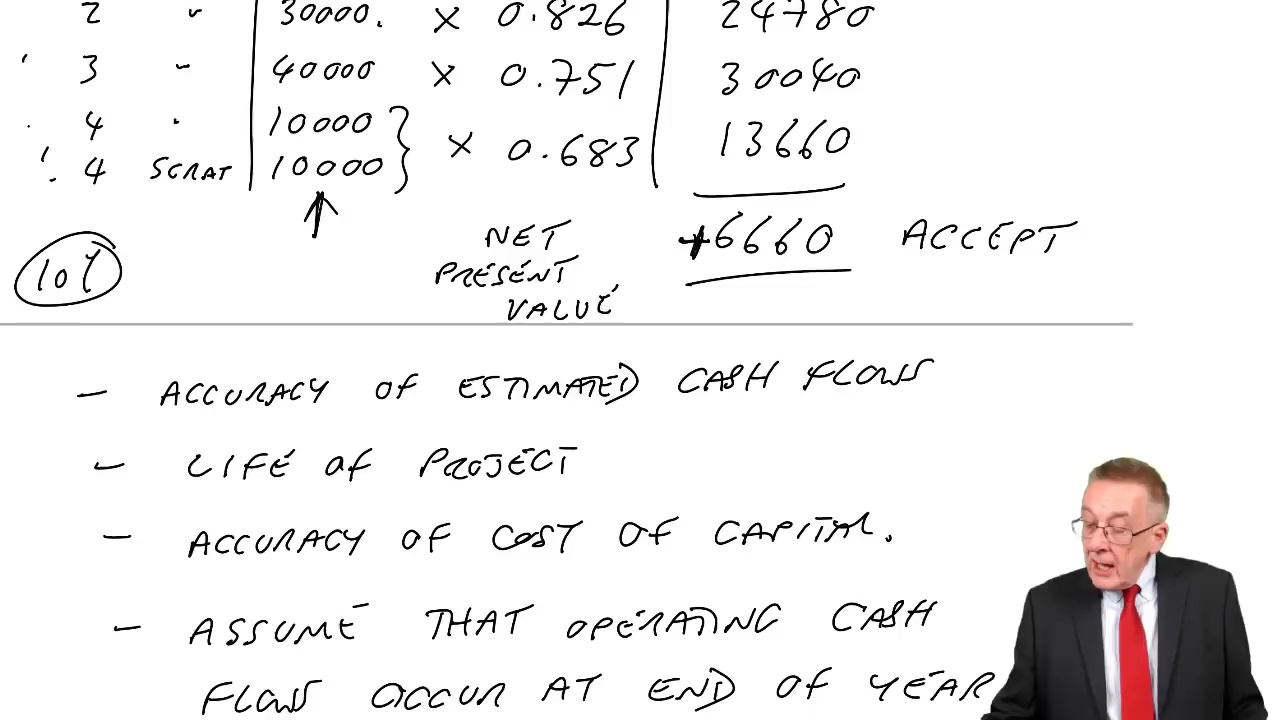 2 " 30000. × 0.826 24780
3 " 40000 × 0.751 30040
4 " 10000 } × 0.683 13660
4 SCRAP 10000
10% NET PRESENT VALUE +6660 ACCEPT
- ACCURACY OF ESTIMATED CASH FLOWS
- LIFE OF PROJECT
- ACCURACY OF COST OF CAPITAL.
- ASSUME THAT OPERATING CASH
FLOWS OCCUR AT END OF YEAR